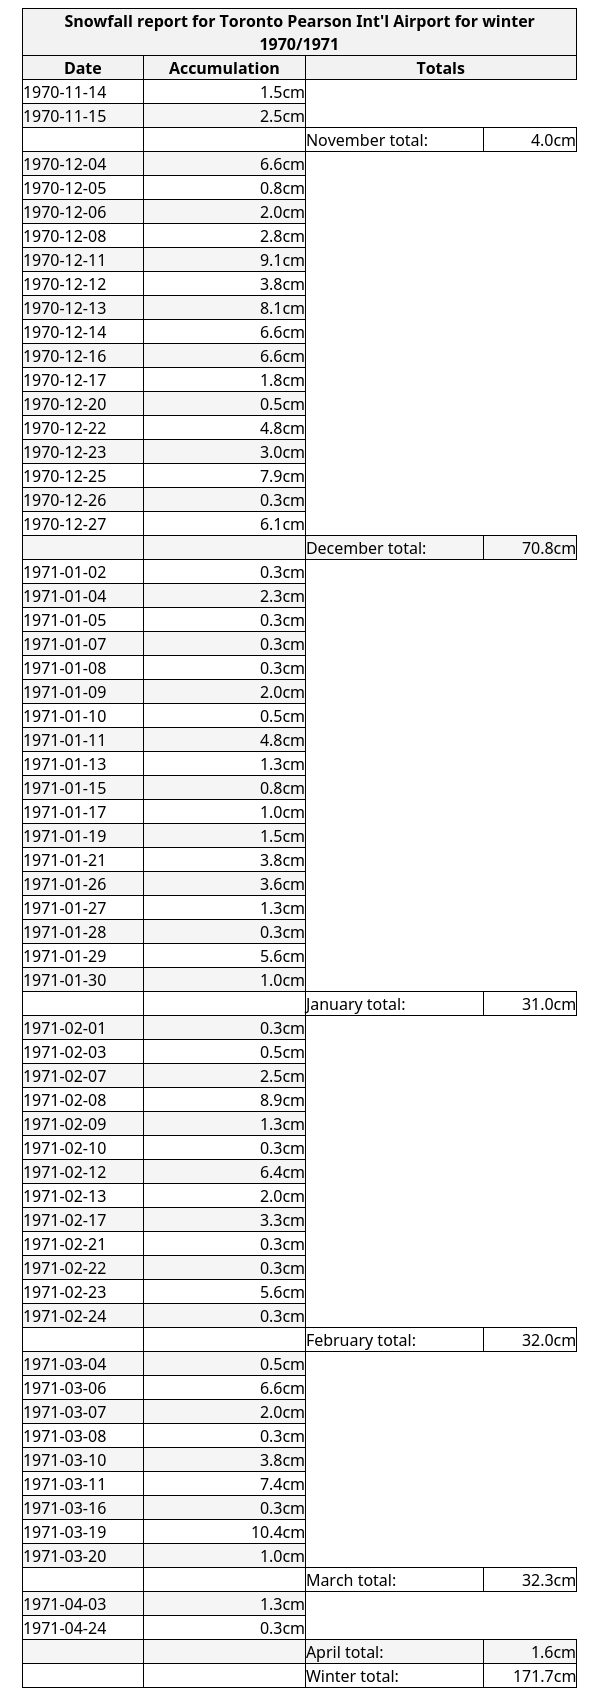 Snowfall report for Toronto Pearson Int'l Airport for winter
1970/1971
Date Accumulation Totals
1970-11-14 1.5cm
1970-11-15 2.5cm
November total: 4.0cm
1970-12-04 6.6cm
1970-12-05 0.8cm
1970-12-06 2.0cm
1970-12-08 2.8cm
1970-12-11 9.1cm
1970-12-12 3.8cm
1970-12-13 8.1cm
1970-12-14 6.6cm
1970-12-16 6.6cm
1970-12-17 1.8cm
1970-12-20 0.5cm
1970-12-22 4.8cm
1970-12-23 3.0cm
1970-12-25 7.9cm
1970-12-26 0.3cm
1970-12-27 6.1cm
December total: 70.8cm
1971-01-02 0.3cm
1971-01-04 2.3cm
1971-01-05 0.3cm
1971-01-07 0.3cm
1971-01-08 0.3cm
1971-01-09 2.0cm
1971-01-10 0.5cm
1971-01-11 4.8cm
1971-01-13 1.3cm
1971-01-15 0.8cm
1971-01-17 1.0cm
1971-01-19 1.5cm
1971-01-21 3.8cm
1971-01-26 3.6cm
1971-01-27 1.3cm
1971-01-28 0.3cm
1971-01-29 5.6cm
1971-01-30 1.0cm
January total: 31.0cm
1971-02-01 0.3cm
1971-02-03 0.5cm
1971-02-07 2.5cm
1971-02-08 8.9cm
1971-02-09 1.3cm
1971-02-10 0.3cm
1971-02-12 6.4cm
1971-02-13 2.0cm
1971-02-17 3.3cm
1971-02-21 0.3cm
1971-02-22 0.3cm
1971-02-23 5.6cm
1971-02-24 0.3cm
February total: 32.0cm
1971-03-04 0.5cm
1971-03-06 6.6cm
1971-03-07 2.0cm
1971-03-08 0.3cm
1971-03-10 3.8cm
1971-03-11 7.4cm
1971-03-16 0.3cm
1971-03-19 10.4cm
1971-03-20 1.0cm
March total: 32.3cm
1971-04-03 1.3cm
1971-04-24 0.3cm
April total: 1.6cm
Winter total: 171.7cm